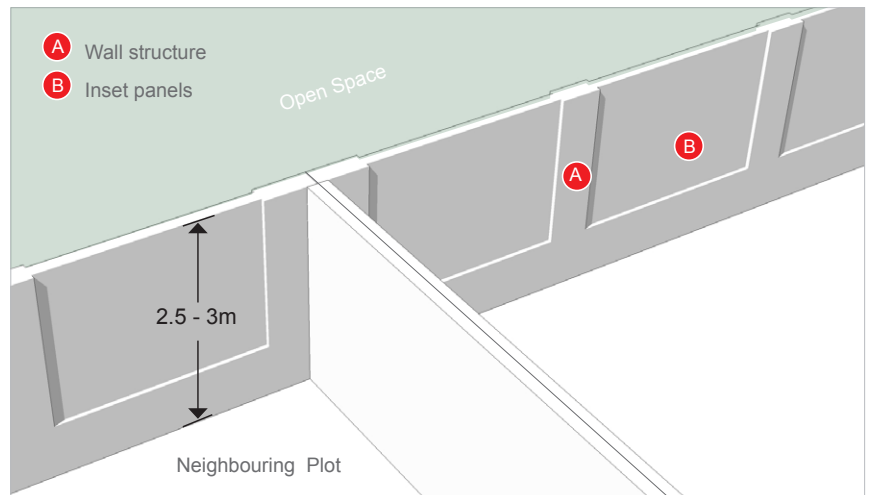 A Wall structure
B Inset panels
Open Space
B
A
2.5 - 3m
Neighbouring Plot